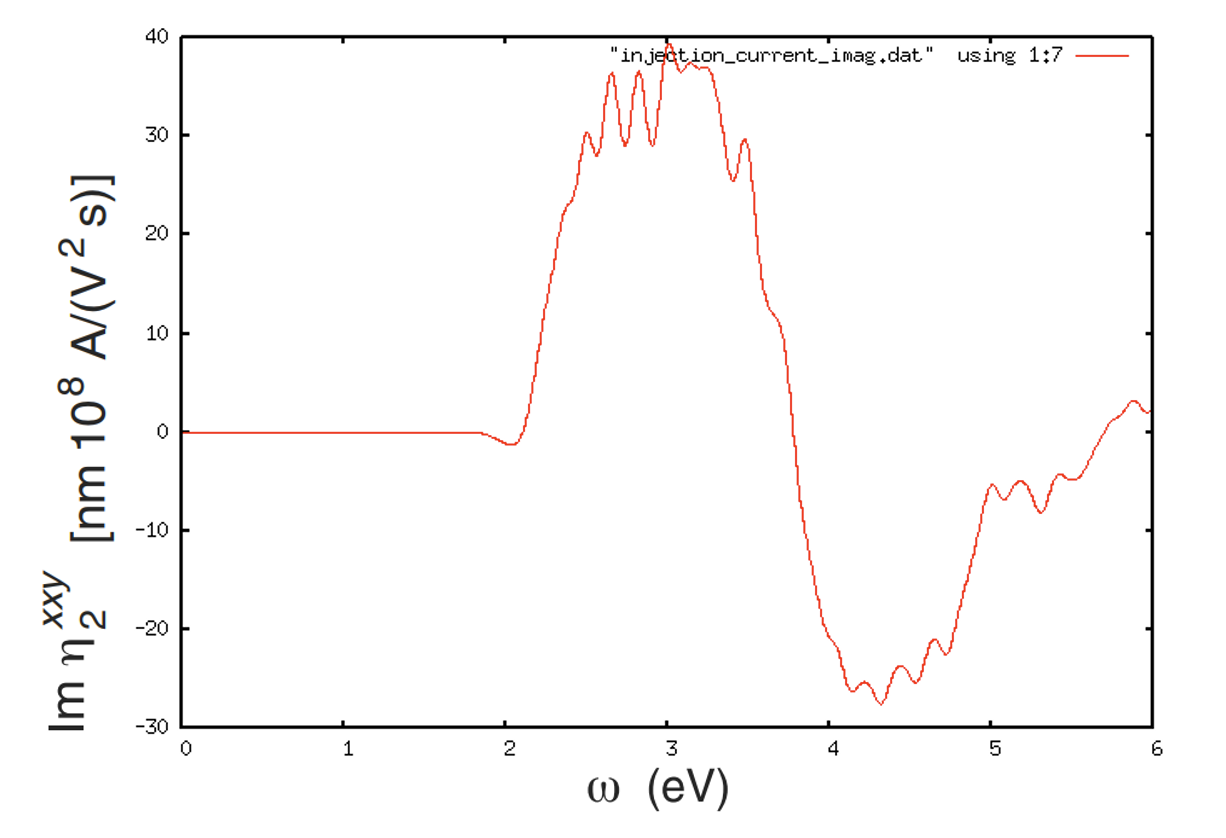 "injection_current_imag.dat" using 1:7
40
30
20
10
0
-10
-20
-30
Im η₂ˣˣʸ [nm 10⁸ A/(V² s)]
0 1 2 3 4 5 6
ω (eV)